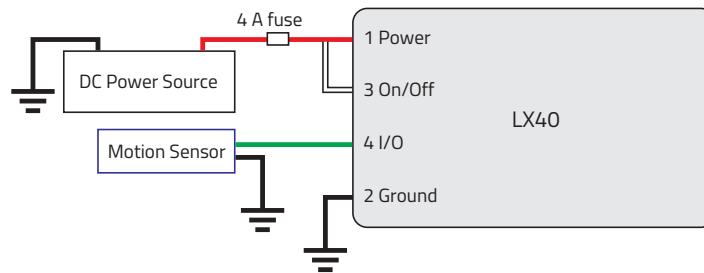 4 A fuse
1 Power
DC Power Source
3 On/Off
LX40
4 I/O
Motion Sensor
2 Ground